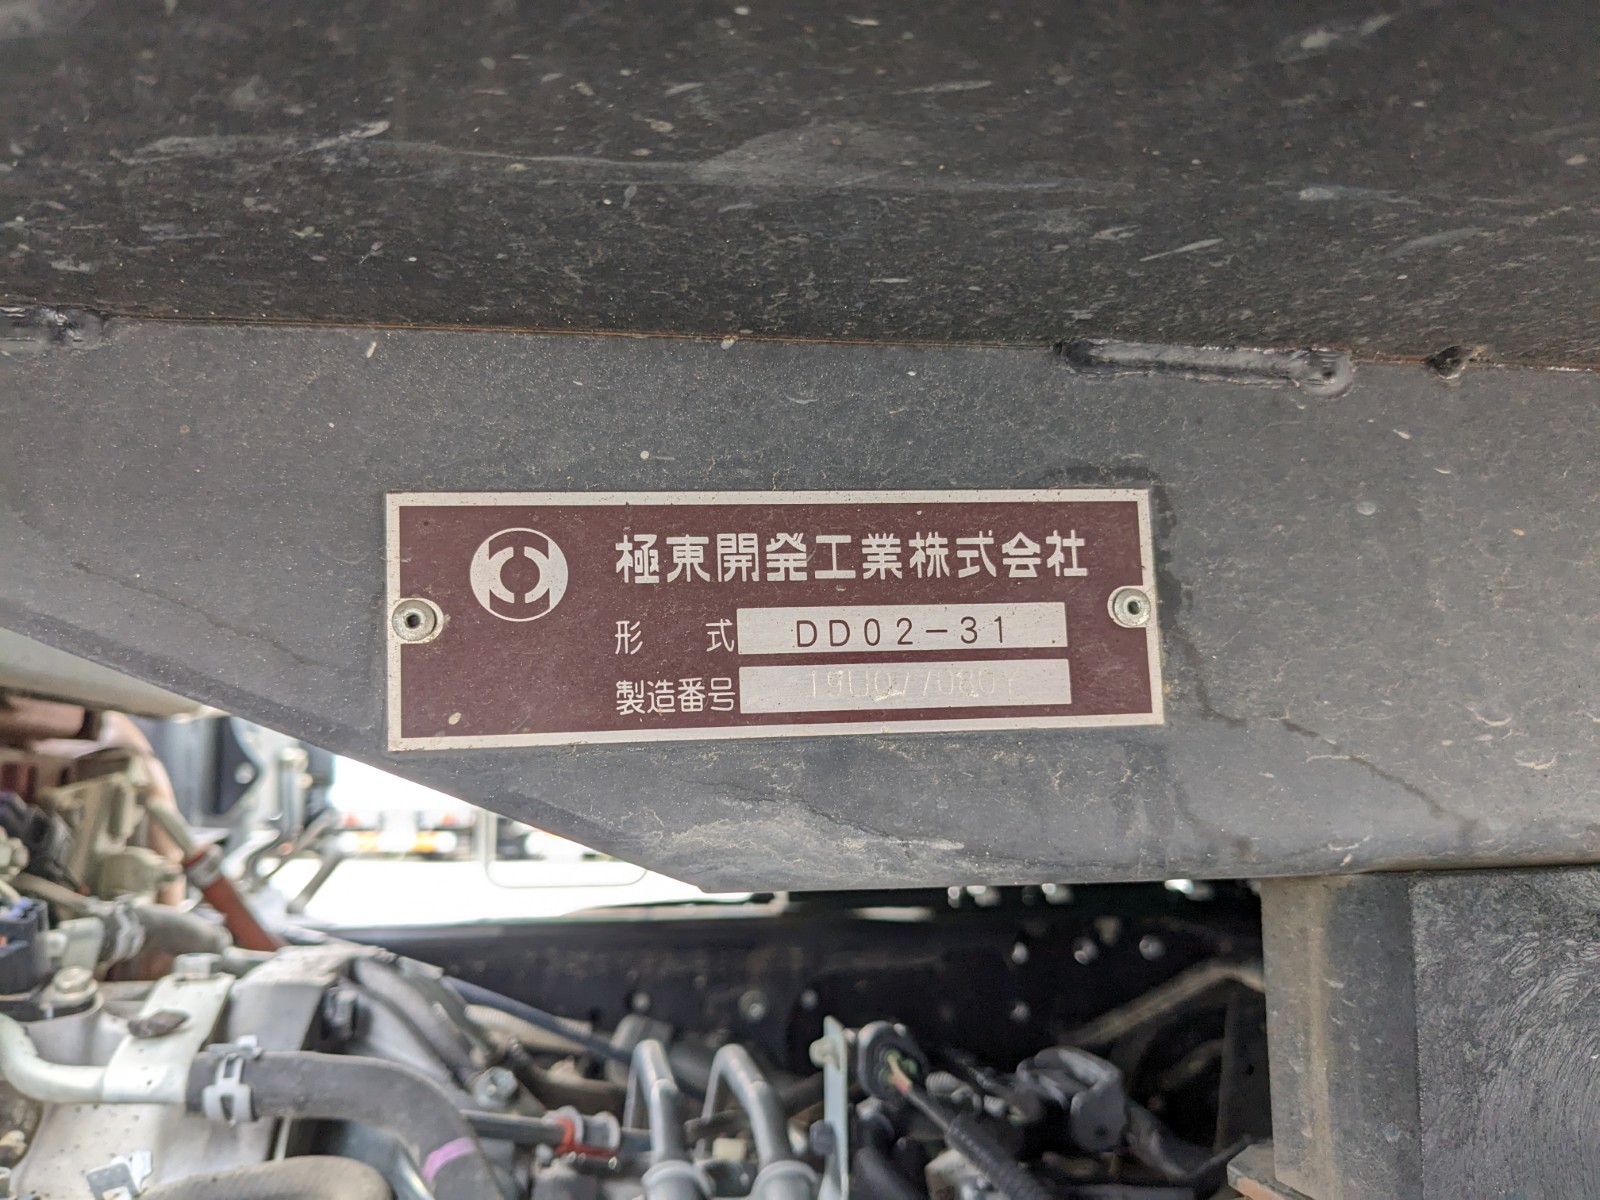 極東開発工業株式会社
形 式 DD02-31
製造番号